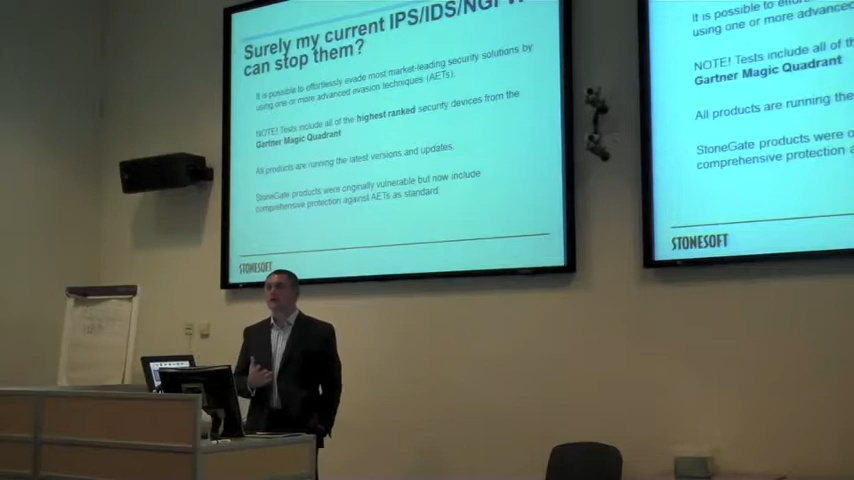 Surely my current IPS/IDS/NGFW
can stop them?
It is possible to effortlessly evade most market-leading security solutions by
using one or more advanced evasion techniques (AETs).
NOTE! Tests include all of the highest ranked security devices from the
Gartner Magic Quadrant
All products are running the latest versions and updates.
StoneGate products were originally vulnerable but now include
comprehensive protection against AETs as standard.
STONESOFT
It is possible to
using one or more advanced
NOTE! Tests include all of the
Gartner Magic Quadrant
All products are running the
StoneGate products were o
comprehensive protection a
STONESOFT